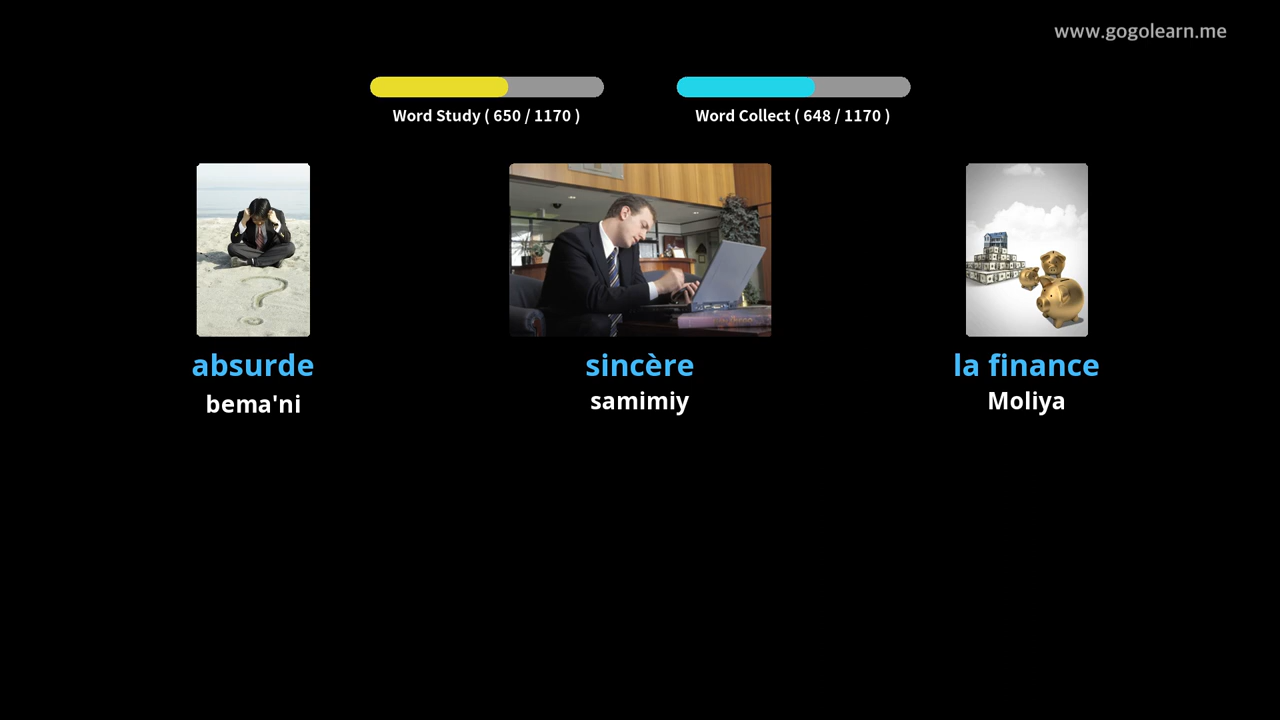 www.gogolearn.me
Word Study ( 650 / 1170 )
Word Collect ( 648 / 1170 )
absurde
bema'ni
sincère
samimiy
la finance
Moliya